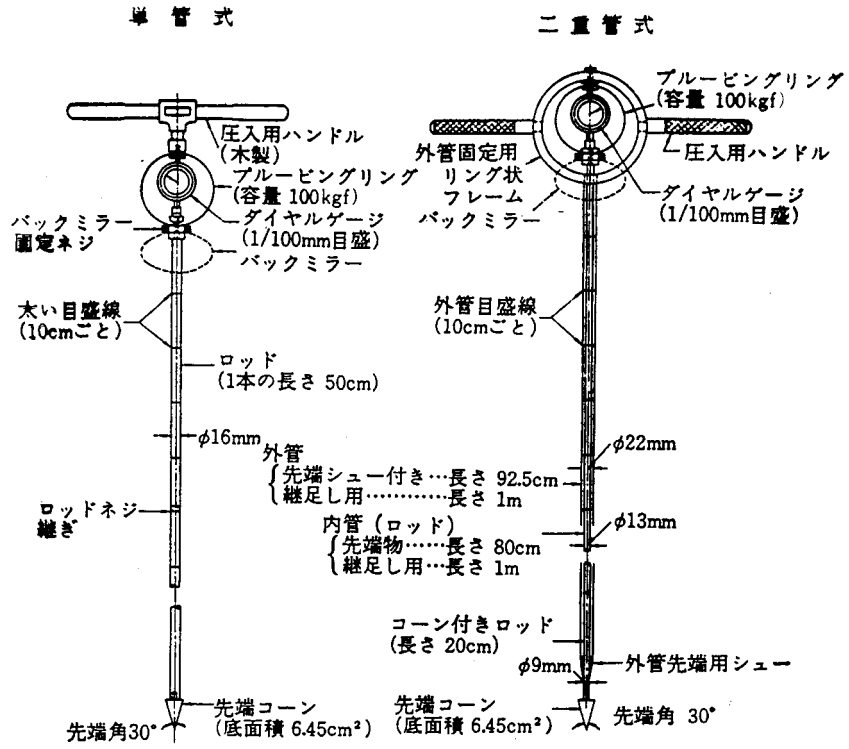 単管式
圧入用ハンドル
(木製)
プルービングリング
(容量 100kgf)
ダイヤルゲージ
(1/100mm目盛)
バックミラー
固定ネジ
バックミラー
太い目盛線
(10cmごと)
ロッド
(1本の長さ 50cm)
φ16mm
ロッドネジ
継ぎ
先端コーン
(底面積 6.45cm²)
先端角30°
二重管式
プルービングリング
(容量 100kgf)
圧入用ハンドル
外管固定用
リング状
フレーム
バックミラー
ダイヤルゲージ
(1/100mm目盛)
外管目盛線
(10cmごと)
φ22mm
外管
先端シュー付き…長さ 92.5cm
継足し用…………長さ 1m
φ13mm
内管(ロッド)
先端物……長さ 80cm
継足し用…長さ 1m
コーン付きロッド
(長さ 20cm)
φ9mm
外管先端用シュー
先端コーン
(底面積 6.45cm²)
先端角 30°